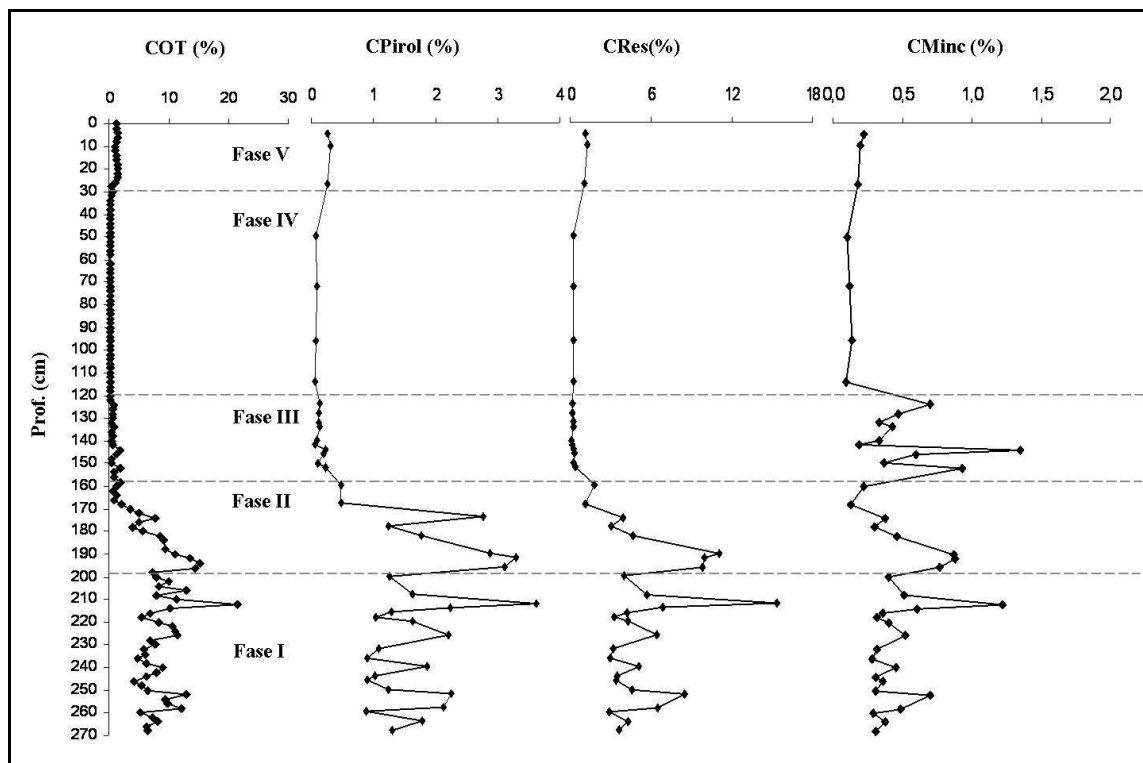 COT (%)
CPirol (%)
CRes(%)
CMinc (%)
0 10 20 30
0 1 2 3 4
0 6 12 18
0,0 0,5 1,0 1,5 2,0
Prof. (cm)
0
10
20
30
40
50
60
70
80
90
100
110
120
130
140
150
160
170
180
190
200
210
220
230
240
250
260
270
Fase V
Fase IV
Fase III
Fase II
Fase I